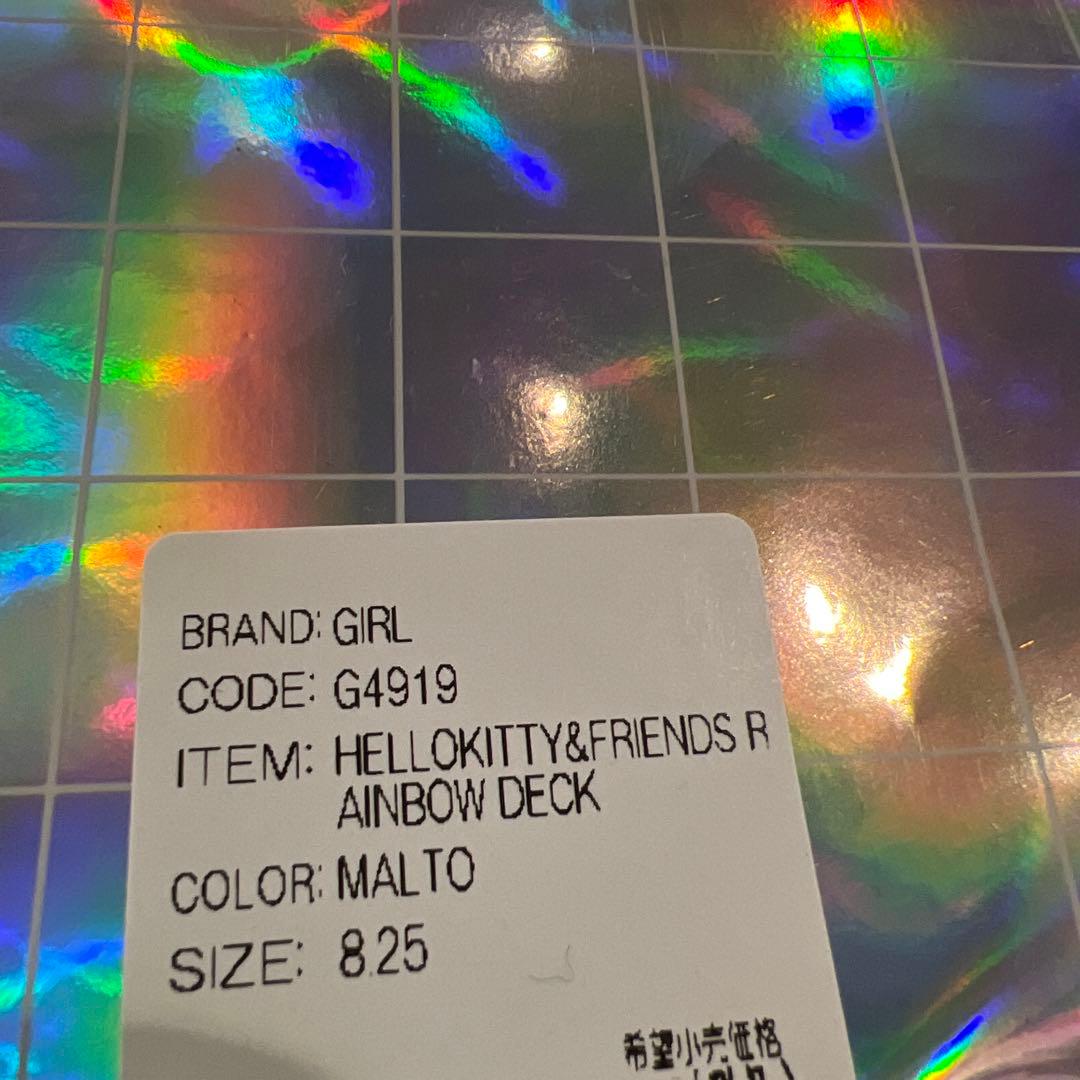 BRAND: GIRL
CODE: G4919
ITEM: HELLOKITTY&FRIENDS R
AINBOW DECK
COLOR: MALTO
SIZE: 8.25
希望小売価格